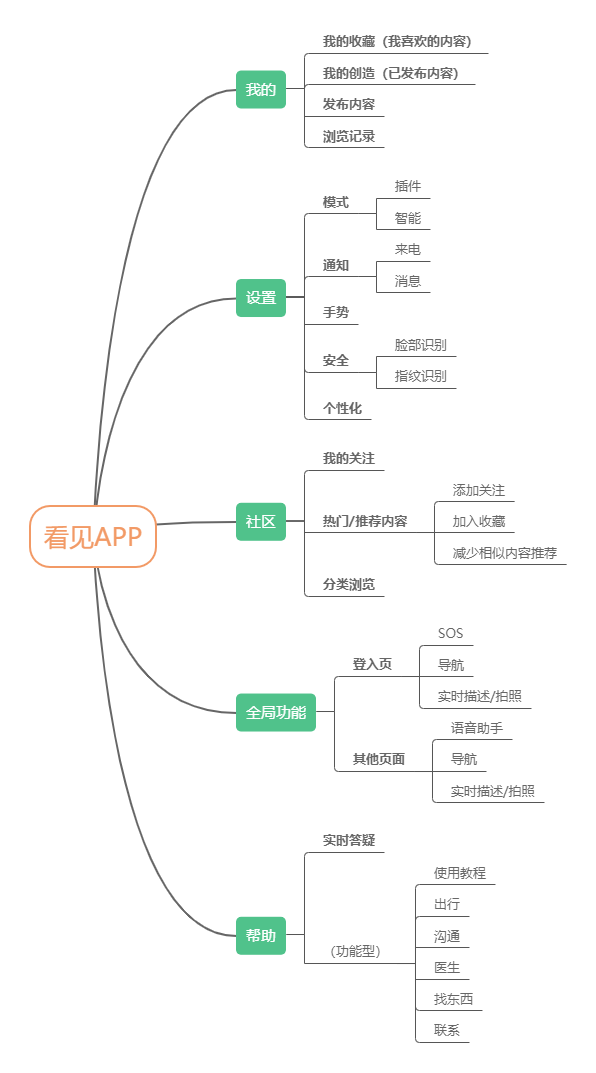 看见APP
我的
我的收藏（我喜欢的内容）
我的创造（已发布内容）
发布内容
浏览记录
设置
模式
插件
智能
通知
来电
消息
手势
安全
脸部识别
指纹识别
个性化
社区
我的关注
热门/推荐内容
添加关注
加入收藏
减少相似内容推荐
分类浏览
全局功能
登入页
SOS
导航
实时描述/拍照
其他页面
语音助手
导航
实时描述/拍照
帮助
实时答疑
（功能型）
使用教程
出行
沟通
医生
找东西
联系